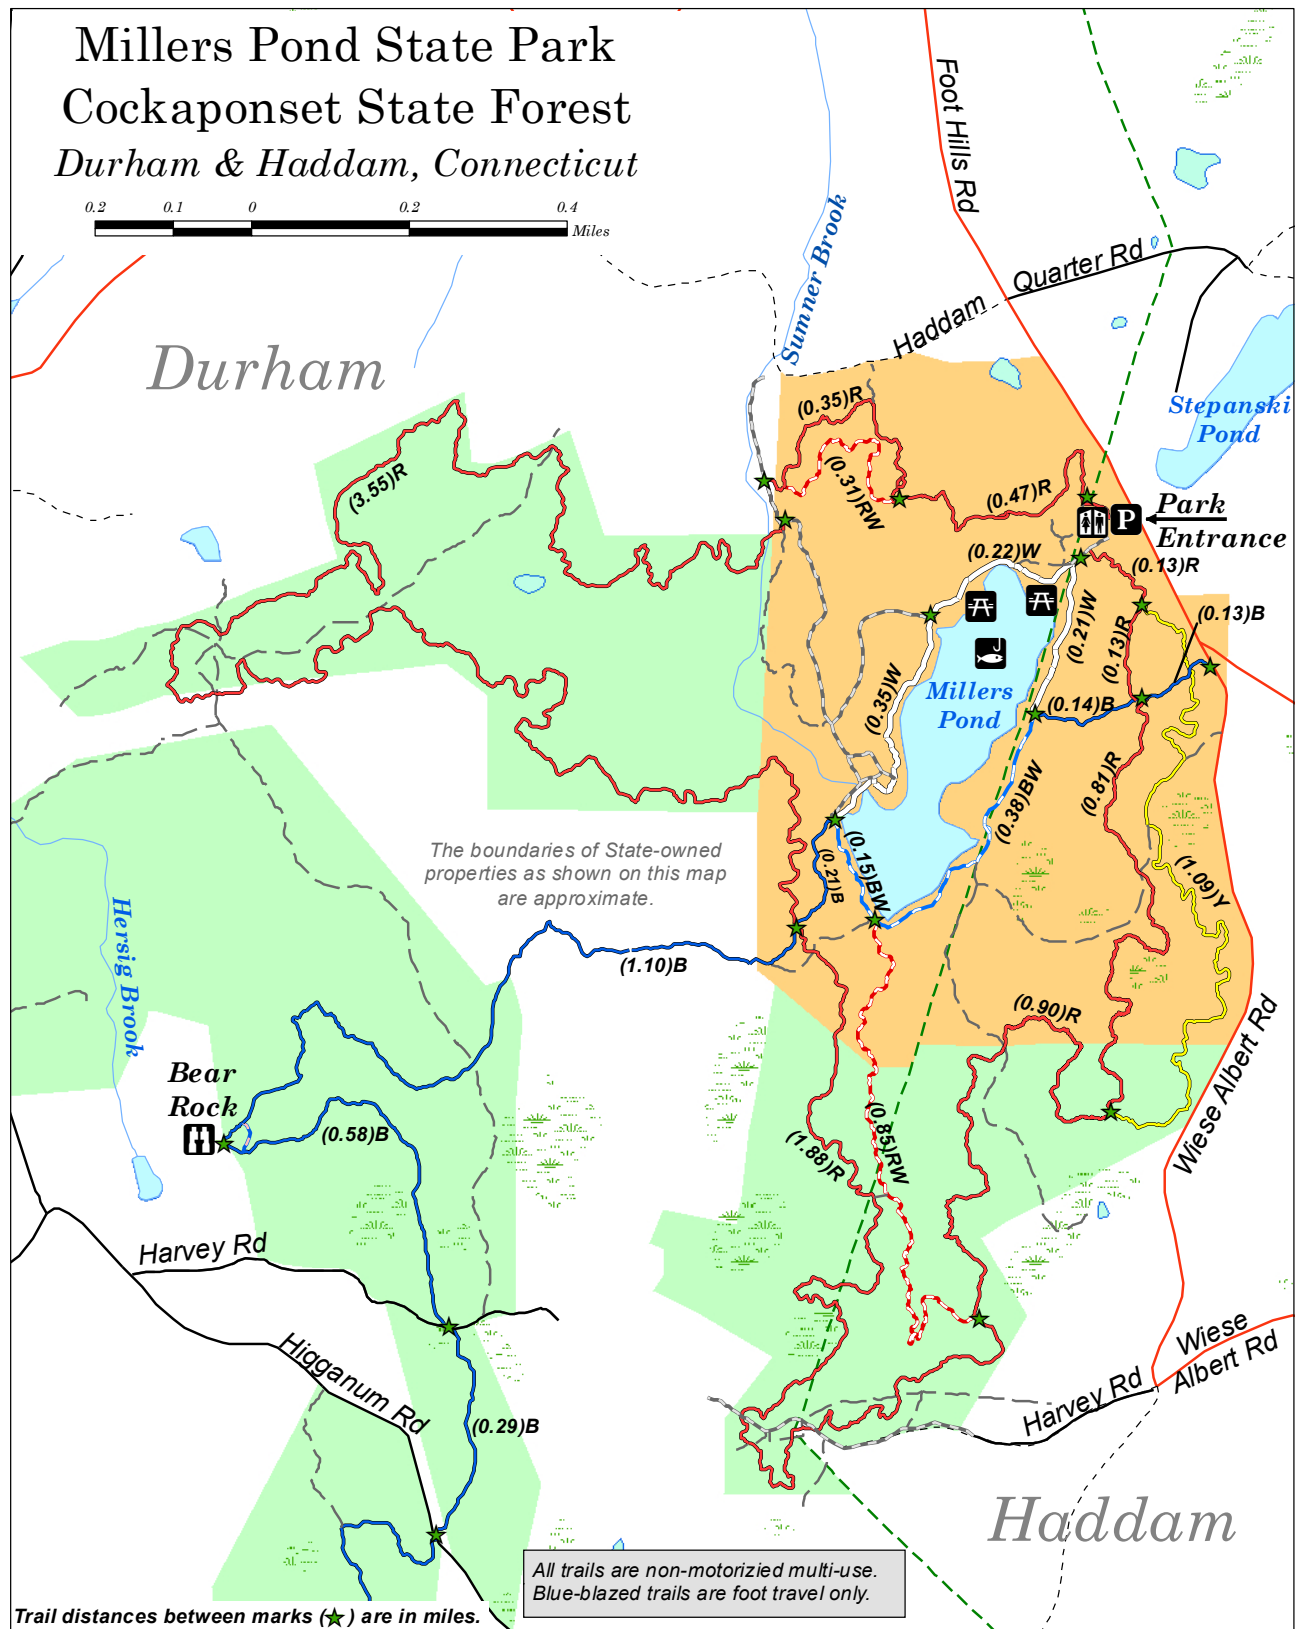 Millers Pond State Park
Cockaponset State Forest
Durham & Haddam, Connecticut
0.2 0.1 0 0.2 0.4
Miles
Foot Hills Rd
Quarter Rd
Sumner Brook
Haddam
Durham
Stepanski
Pond
(0.35)R
(3.55)R
(0.31)RW
(0.47)R
P
Park
Entrance
(0.22)W
(0.13)R
(0.21)W
(0.13)R
(0.13)B
(0.35)W
Millers
Pond
(0.14)B
(0.81)R
(0.38)BW
The boundaries of State-owned
properties as shown on this map
are approximate.
(0.21)B
(0.15)BW
(1.09)Y
Hersig Brook
(1.10)B
(0.90)R
Wiese Albert Rd
Bear
Rock
(0.58)B
(0.85)RW
(1.88)R
Harvey Rd
Higganum Rd
Wiese
Albert Rd
Harvey Rd
(0.29)B
Haddam
All trails are non-motorizied multi-use.
Blue-blazed trails are foot travel only.
Trail distances between marks (★) are in miles.